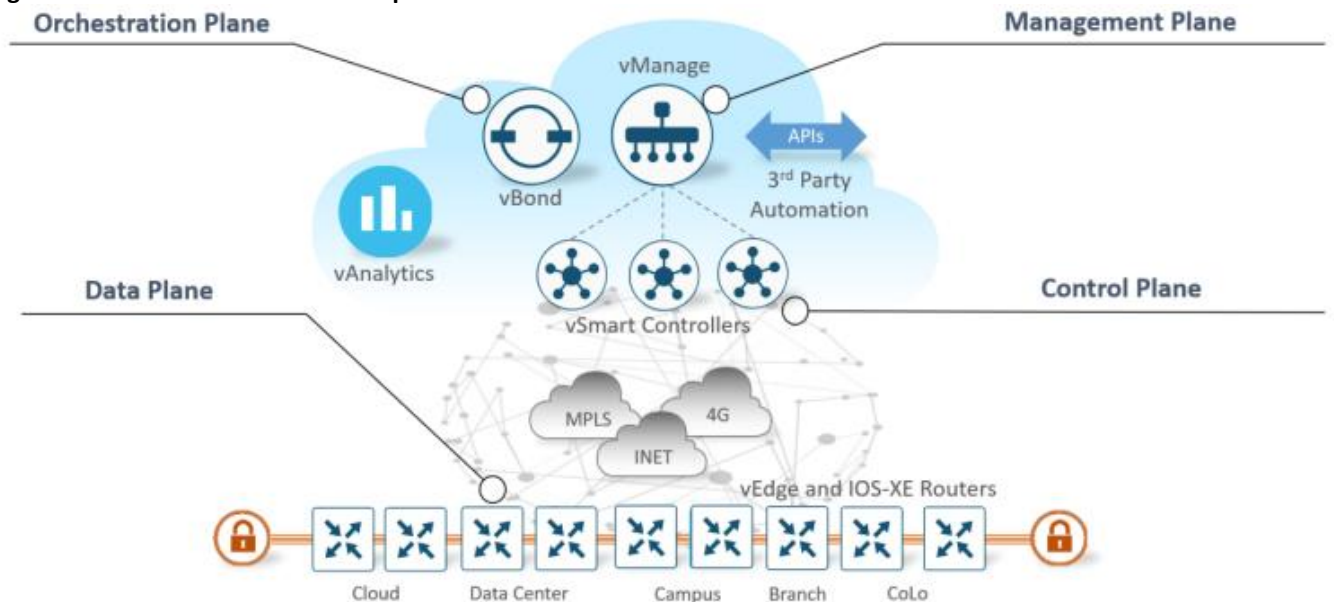 Orchestration Plane
Management Plane
vManage
APIs
3rd Party
Automation
vBond
vAnalytics
Data Plane
Control Plane
vSmart Controllers
MPLS
4G
INET
vEdge and IOS-XE Routers
Cloud
Data Center
Campus
Branch
CoLo